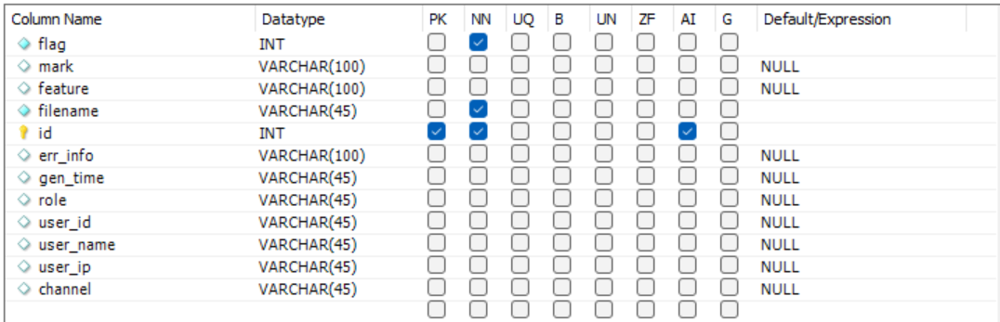 Column Name Datatype PK NN UQ B UN ZF AI G Default/Expression
flag INT
mark VARCHAR(100) NULL
feature VARCHAR(100) NULL
filename VARCHAR(45)
id INT
err_info VARCHAR(100) NULL
gen_time VARCHAR(45) NULL
role VARCHAR(45) NULL
user_id VARCHAR(45) NULL
user_name VARCHAR(45) NULL
user_ip VARCHAR(45) NULL
channel VARCHAR(45) NULL